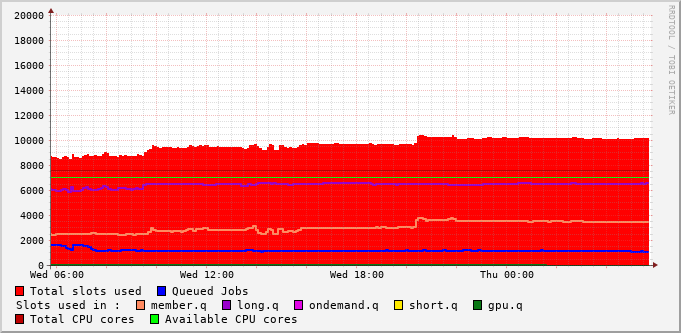 RRDTOOL / TOBI OETIKER
20000
18000
16000
14000
12000
10000
8000
6000
4000
2000
0
Wed 06:00 Wed 12:00 Wed 18:00 Thu 00:00
Total slots used Queued Jobs
Slots used in : member.q long.q ondemand.q short.q gpu.q
Total CPU cores Available CPU cores